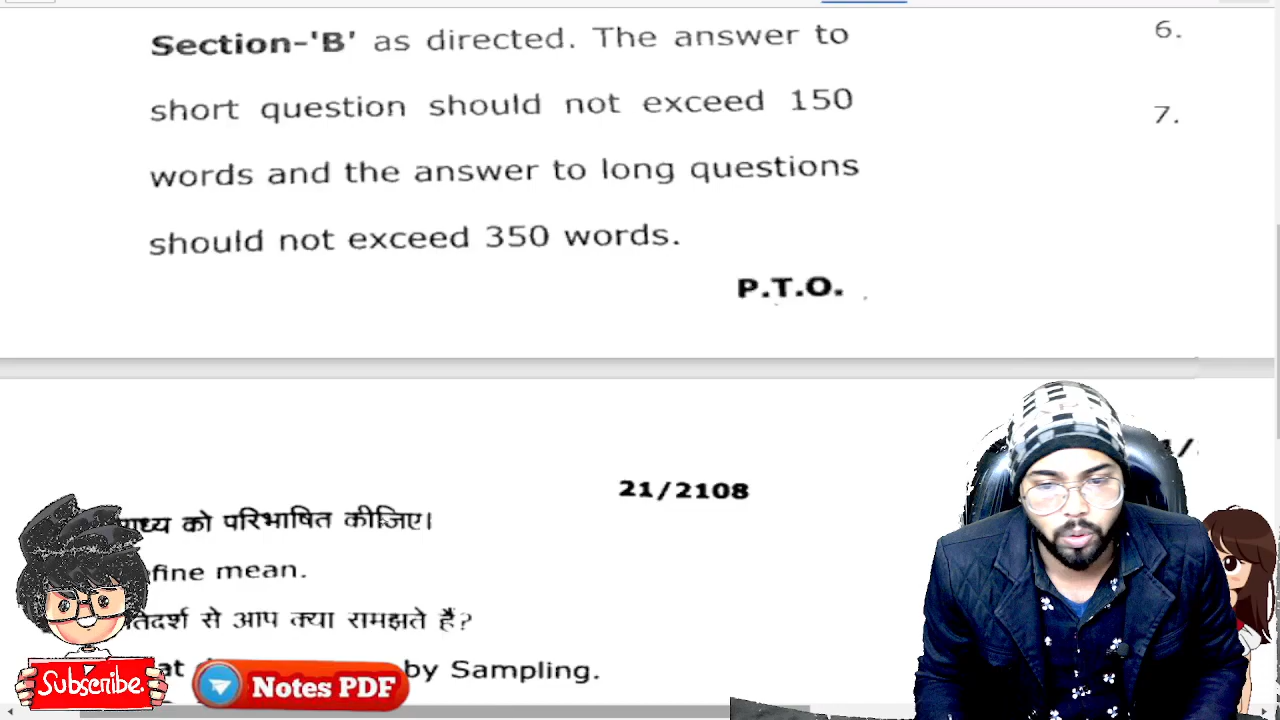 Section-'B' as directed. The answer to
short question should not exceed 150
words and the answer to long questions
should not exceed 350 words.
P.T.O.
6.
7.
21/2108
को परिभाषित कीजिए।
mean.
से आप क्या समझते हैं?
by Sampling.
Subscribe.
Notes PDF